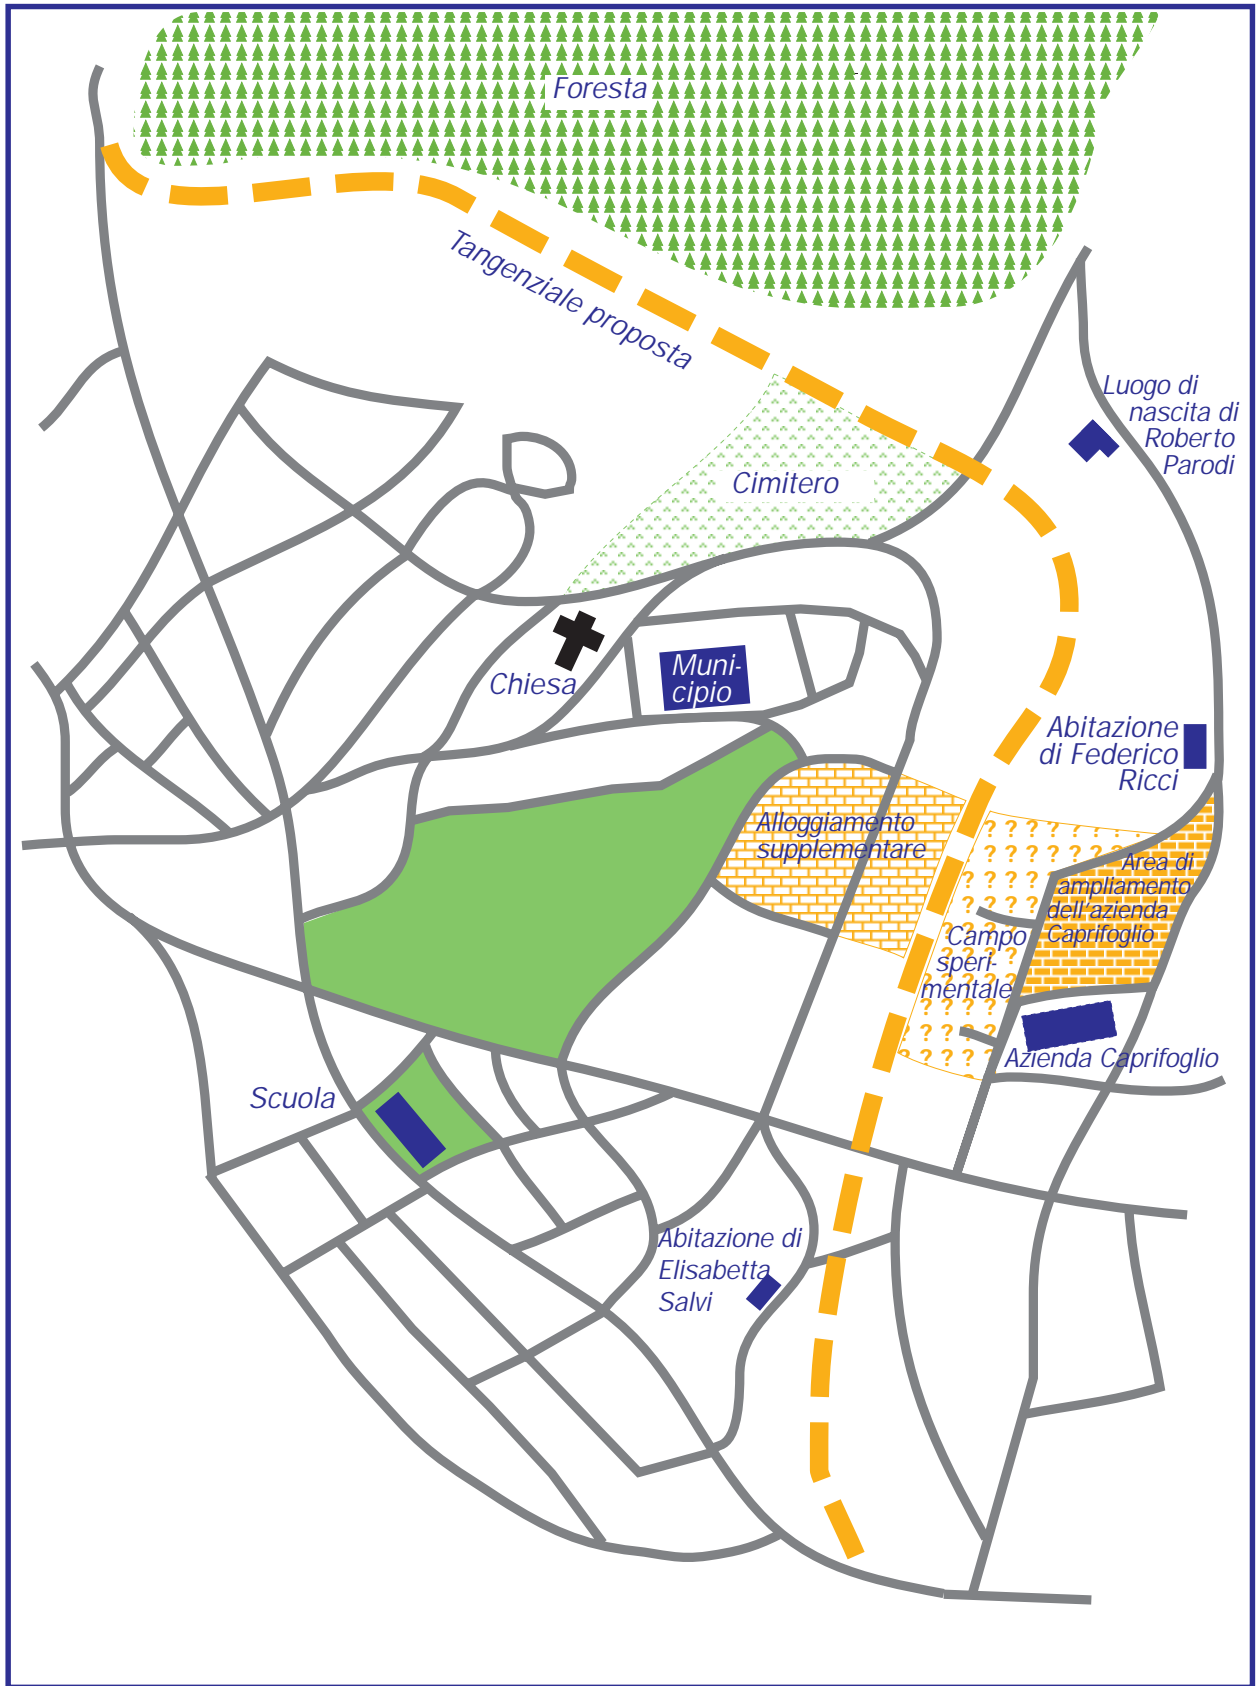 Foresta
Tangenziale proposta
Luogo di
nascita di
Roberto
Parodi
Cimitero
Chiesa
Muni-
cipio
Abitazione
di Federico
Ricci
Alloggiamento
supplementare
Area di
ampliamento
dell'azienda
Caprifoglio
Campo
speri-
mentale
? ? ? ? ? ? ?
Azienda Caprifoglio
Scuola
Abitazione di
Elisabetta
Salvi